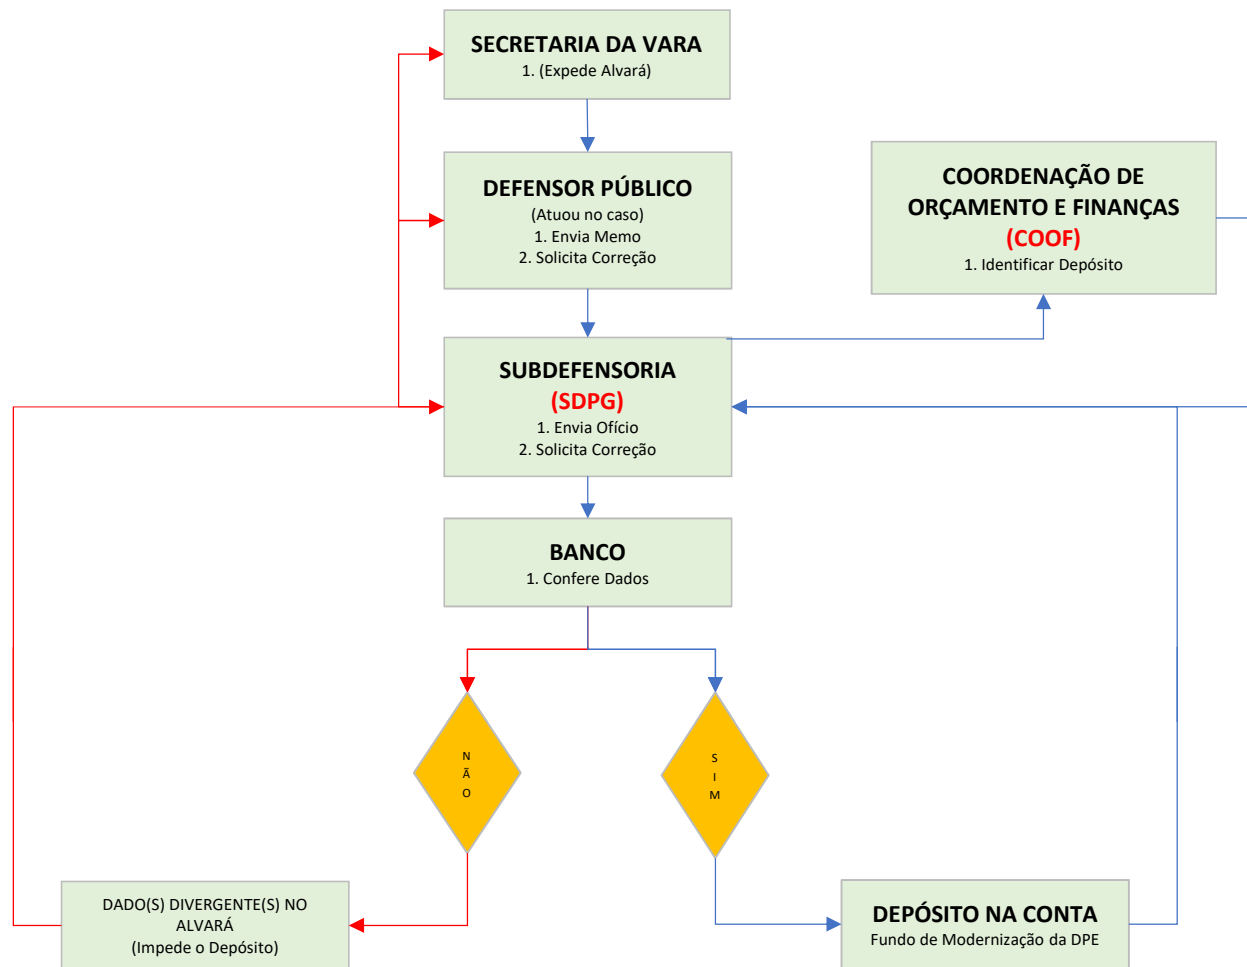 SECRETARIA DA VARA
1. (Expede Alvará)
DEFENSOR PÚBLICO
(Atuou no caso)
1. Envia Memo
2. Solicita Correção
COORDENAÇÃO DE
ORÇAMENTO E FINANÇAS
(COOF)
1. Identificar Depósito
SUBDEFENSORIA
(SDPG)
1. Envia Ofício
2. Solicita Correção
BANCO
1. Confere Dados
N
Ã
O
S
I
M
DADO(S) DIVERGENTE(S) NO
ALVARÁ
(Impede o Depósito)
DEPÓSITO NA CONTA
Fundo de Modernização da DPE